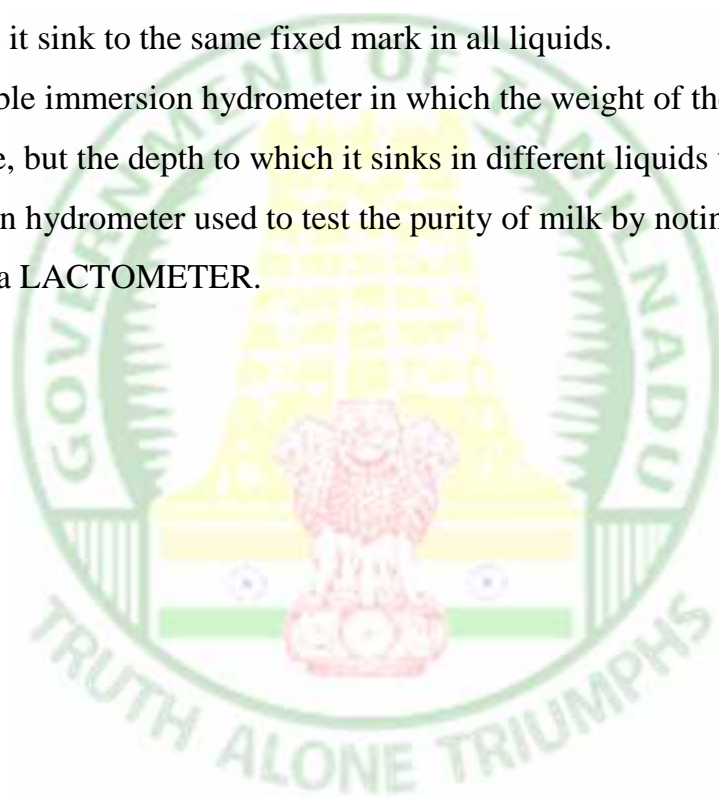 it sink to the same fixed mark in all liquids.
immersion hydrometer in which the weight of the
but the depth to which it sinks in different liquids
hydrometer used to test the purity of milk by
a LACTOMETER.
GOVERNMENT OF TAMILNADU
TRUTH ALONE TRIUMPHS